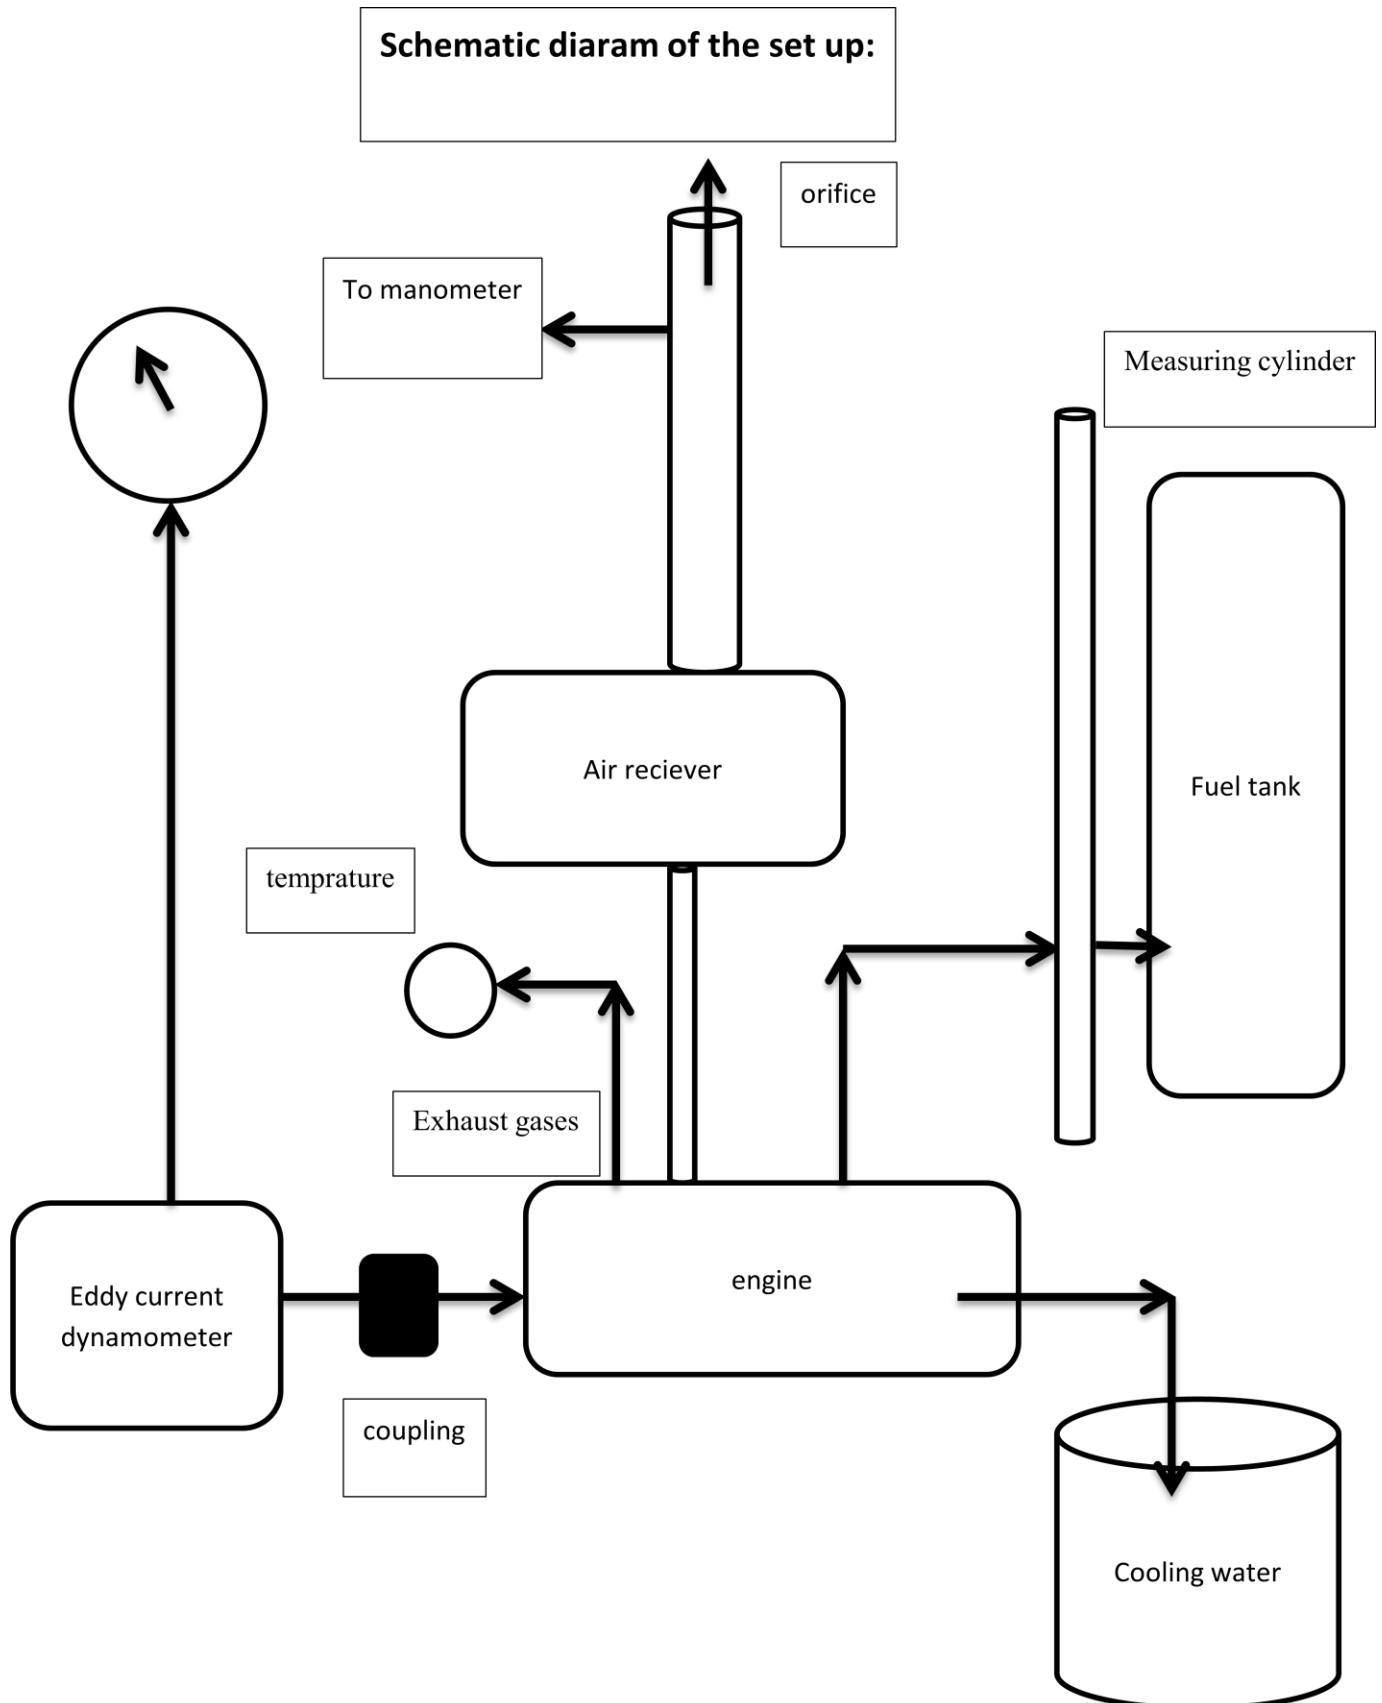 Schematic diaram of the set up:
orifice
To manometer
Measuring cylinder
Air reciever
Fuel tank
temprature
Exhaust gases
engine
Eddy current
dynamometer
coupling
Cooling water